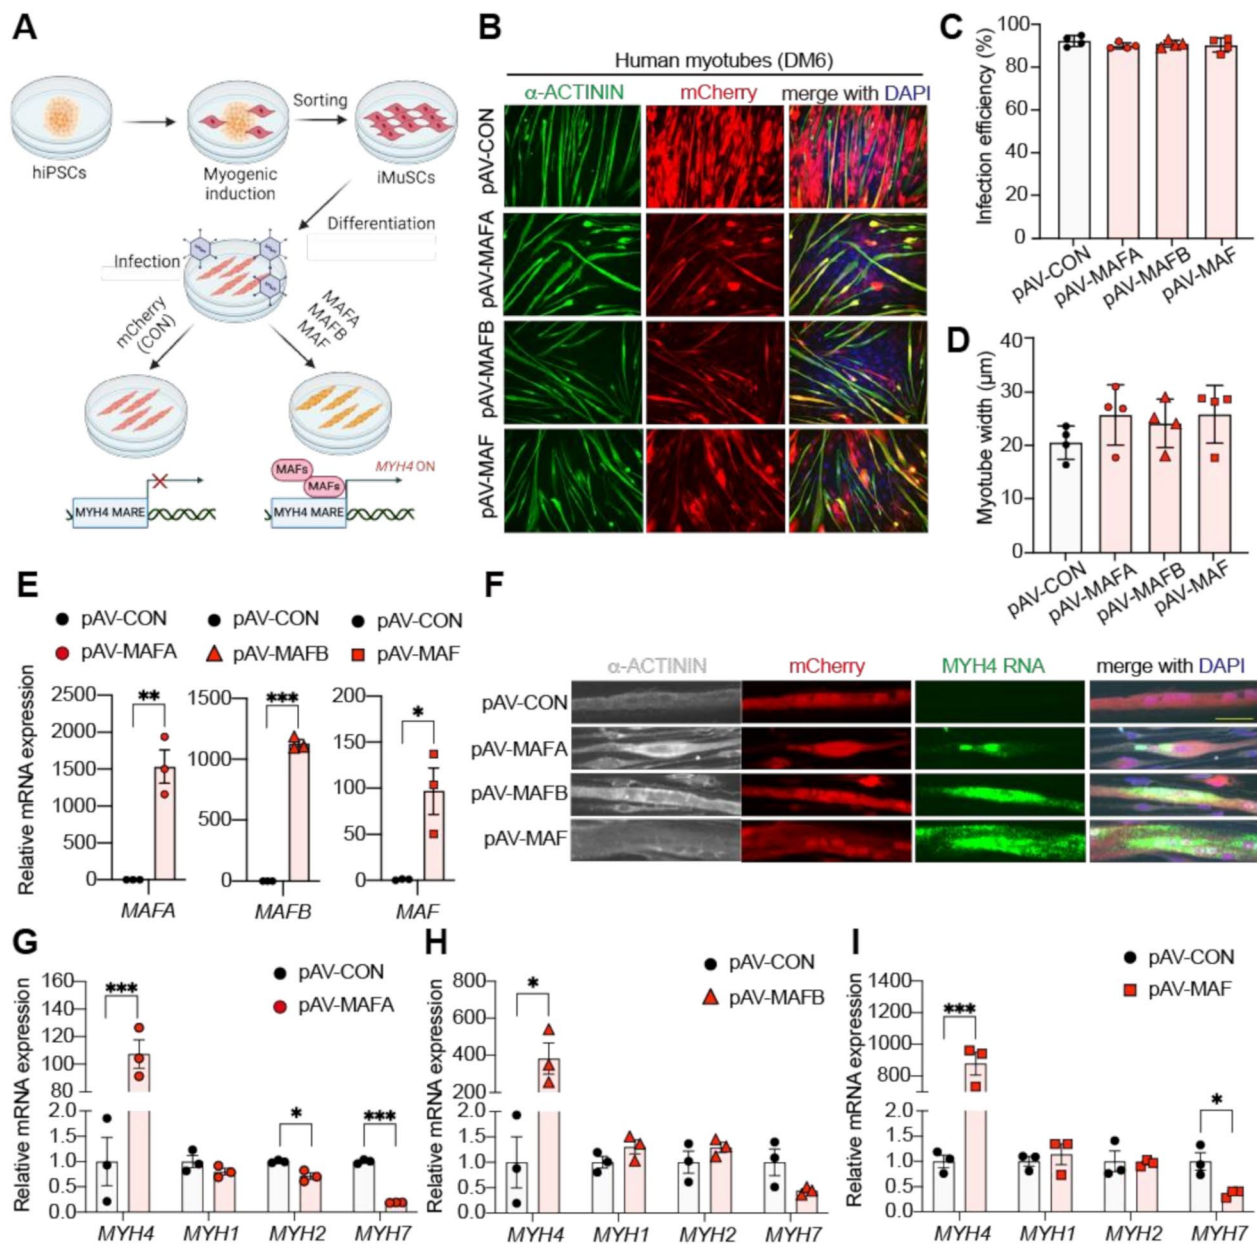 A
hiPSCs
Myogenic
induction
Sorting
iMuSCs
Differentiation
Infection
mCherry
(CON)
MAFA
MAFB
MAF
MYH4 MARE
MAFs
MAFs
MYH4 ON
MYH4 MARE
B
Human myotubes (DM6)
α-ACTININ mCherry merge with DAPI
pAV-CON
pAV-MAFA
pAV-MAFB
pAV-MAF
C
Infection efficiency (%)
100
80
60
40
20
0
pAV-CON
pAV-MAFA
pAV-MAFB
pAV-MAF
D
Myotube width (µm)
40
30
20
10
0
pAV-CON
pAV-MAFA
pAV-MAFB
pAV-MAF
E
pAV-CON pAV-CON pAV-CON
pAV-MAFA pAV-MAFB pAV-MAF
Relative mRNA expression
2500
2000
1500
1000
500
0
**
MAFA
1500
1000
500
0
***
MAFB
200
150
100
50
0
*
MAF
F
α-ACTININ mCherry MYH4 RNA merge with DAPI
pAV-CON
pAV-MAFA
pAV-MAFB
pAV-MAF
G
pAV-CON
pAV-MAFA
Relative mRNA expression
160
140
120
100
80
60
2.0
1.5
1.0
0.5
0.0
***
*
***
MYH4 MYH1 MYH2 MYH7
H
pAV-CON
pAV-MAFB
Relative mRNA expression
800
600
400
200
2.0
1.5
1.0
0.5
0.0
*
MYH4 MYH1 MYH2 MYH7
I
pAV-CON
pAV-MAF
Relative mRNA expression
1400
1200
1000
800
2.0
1.5
1.0
0.5
0.0
***
*
MYH4 MYH1 MYH2 MYH7